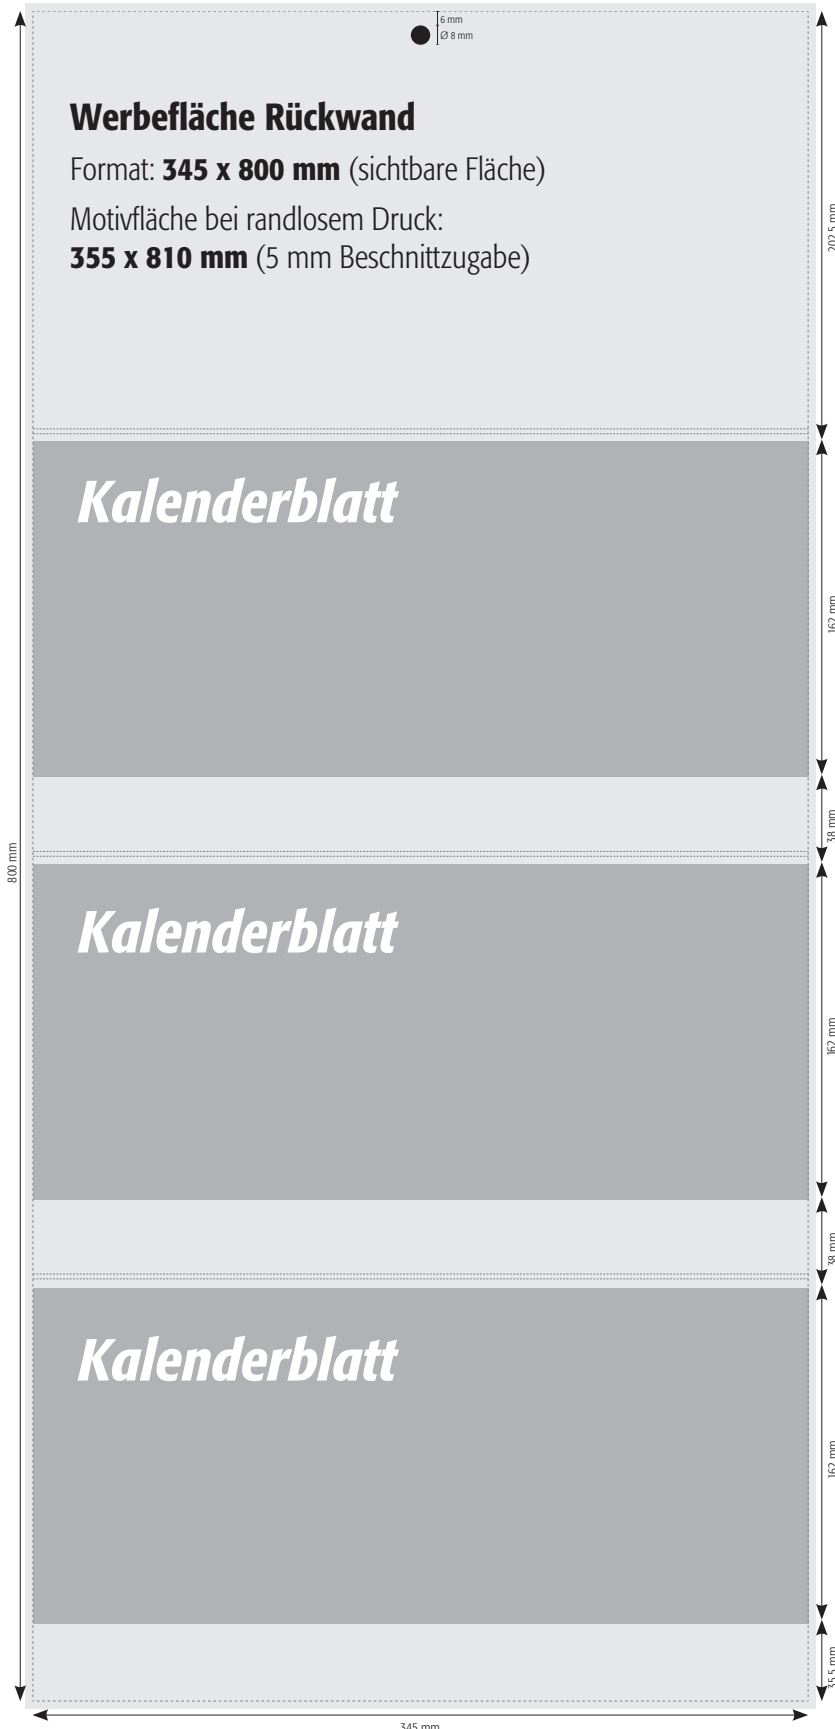 6 mm
Ø 8 mm
Werbefläche Rückwand
Format: 345 x 800 mm (sichtbare Fläche)
Motivfläche bei randlosem Druck:
355 x 810 mm (5 mm Beschnittzugabe)
202,5 mm
Kalenderblatt
162 mm
38 mm
800 mm
Kalenderblatt
162 mm
38 mm
Kalenderblatt
162 mm
35,5 mm
345 mm